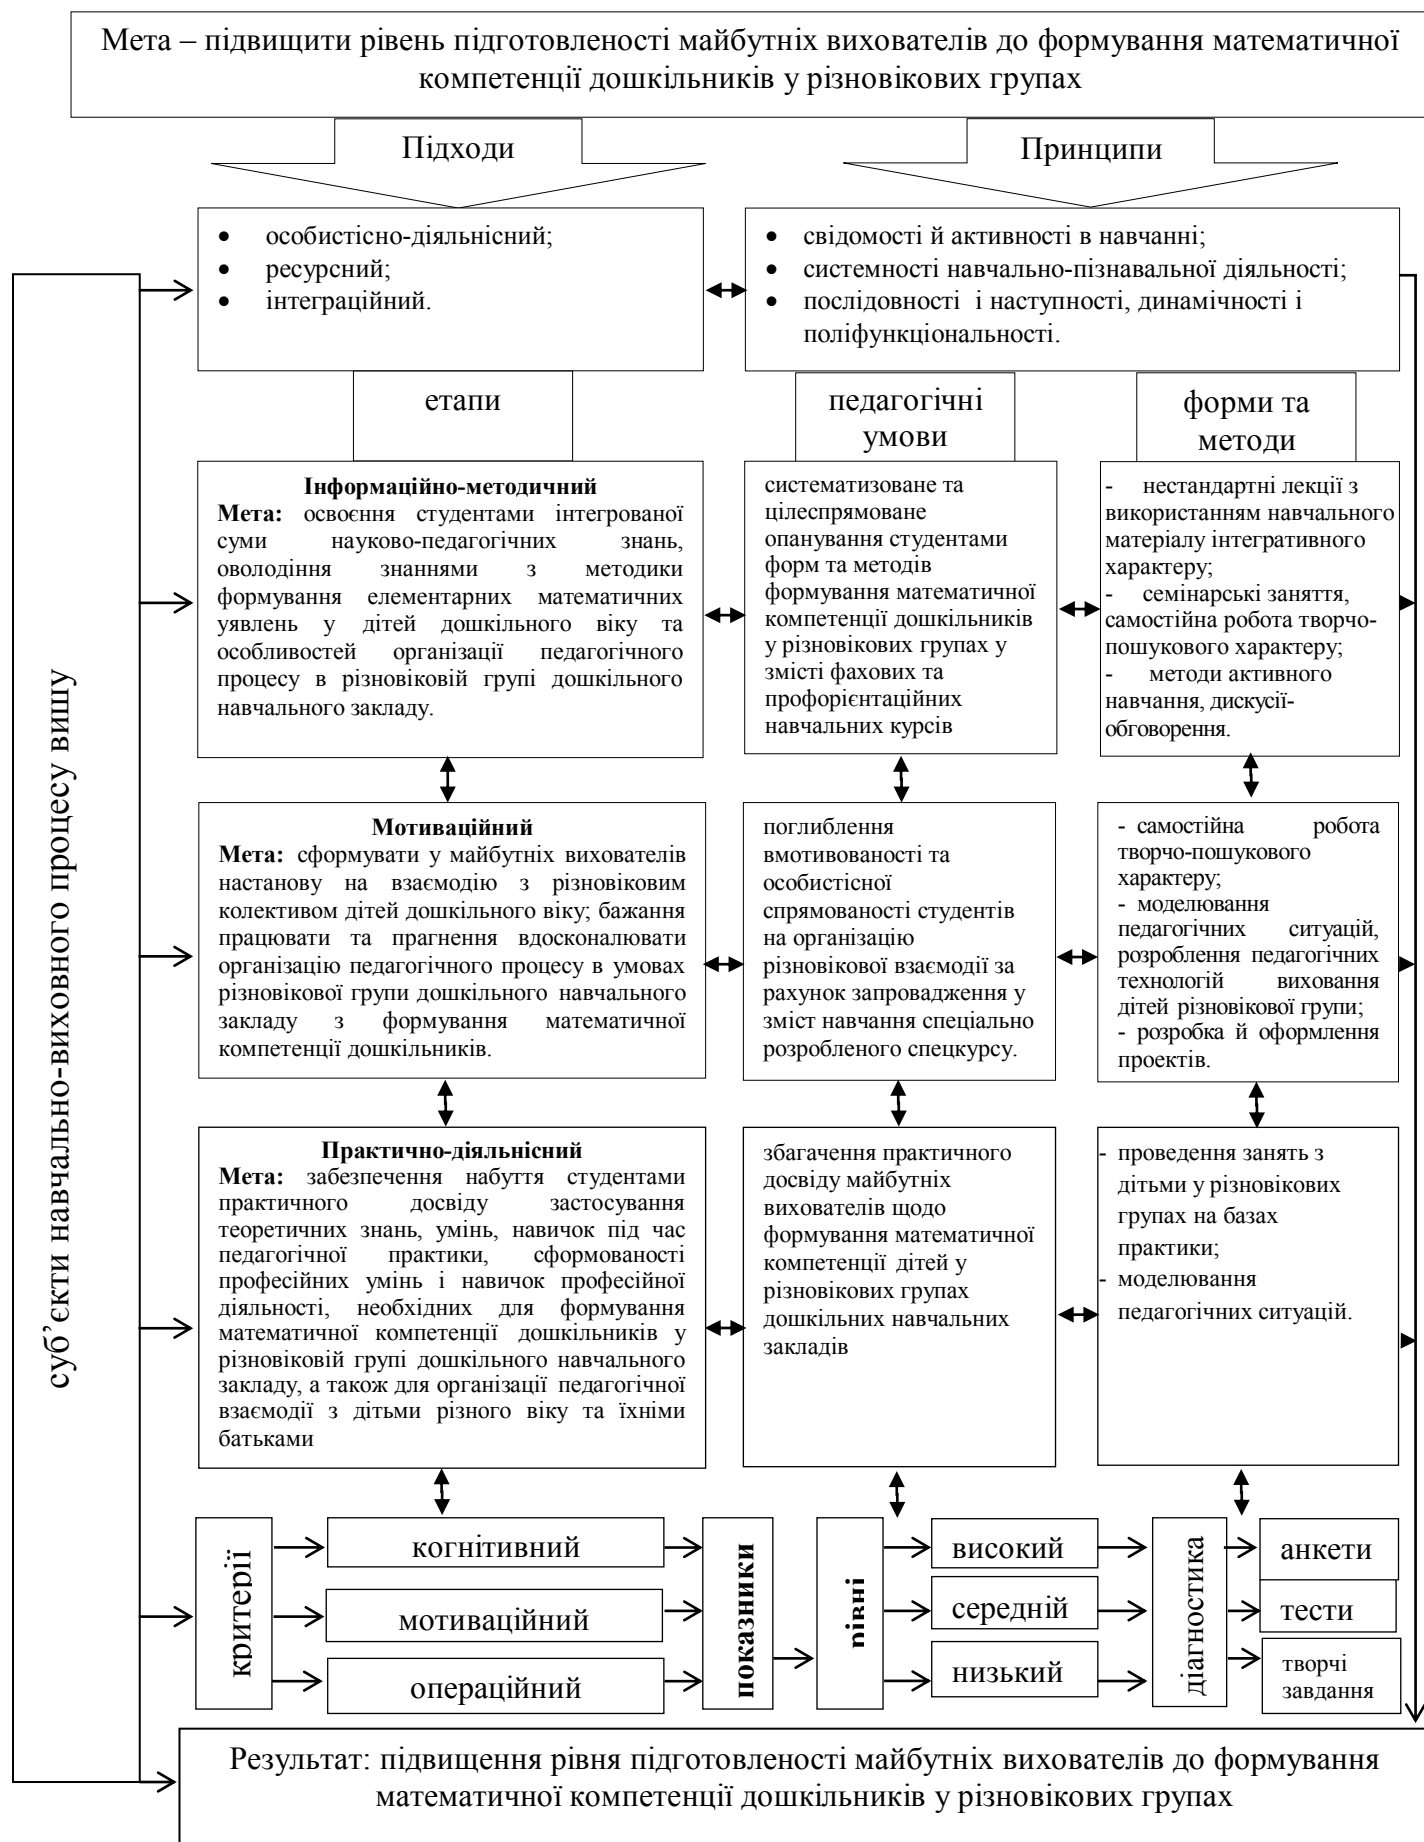 Мета – підвищити рівень підготовленості майбутніх вихователів до формування математичної
компетенції дошкільників у різновікових групах
Підходи
Принципи
• особистісно-діяльнісний;
• ресурсний;
• інтеграційний.
• свідомості й активності в навчанні;
• системності навчально-пізнавальної діяльності;
• послідовності і наступності, динамічності і
поліфункціональності.
суб’єкти навчально-виховного процесу вишу
етапи
педагогічні
умови
форми та
методи
Інформаційно-методичний
Мета: освоєння студентами інтегрованої
суми науково-педагогічних знань,
оволодіння знаннями з методики
формування елементарних математичних
уявлень у дітей дошкільного віку та
особливостей організації педагогічного
процесу в різновіковій групі дошкільного
навчального закладу.
систематизоване та
цілеспрямоване
опанування студентами
форм та методів
формування математичної
компетенції дошкільників
у різновікових групах у
змісті фахових та
профорієнтаційних
навчальних курсів
- нестандартні лекції з
використанням навчального
матеріалу інтегративного
характеру;
- семінарські заняття,
самостійна робота творчо-
пошукового характеру;
- методи активного
навчання, дискусії-
обговорення.
Мотиваційний
Мета: сформувати у майбутніх вихователів
настанову на взаємодію з різновіковим
колективом дітей дошкільного віку; бажання
працювати та прагнення вдосконалювати
організацію педагогічного процесу в умовах
різновікової групи дошкільного навчального
закладу з формування математичної
компетенції дошкільників.
поглиблення
вмотивованості та
особистісної
спрямованості студентів
на організацію
різновікової взаємодії за
рахунок запровадження у
зміст навчання спеціально
розробленого спецкурсу.
- самостійна робота
творчо-пошукового
характеру;
- моделювання
педагогічних ситуацій,
розроблення педагогічних
технологій виховання
дітей різновікової групи;
- розробка й оформлення
проектів.
Практично-діяльнісний
Мета: забезпечення набуття студентами
практичного досвіду застосування
теоретичних знань, умінь, навичок під час
педагогічної практики, сформованості
професійних умінь і навичок професійної
діяльності, необхідних для формування
математичної компетенції дошкільників у
різновіковій групі дошкільного навчального
закладу, а також для організації педагогічної
взаємодії з дітьми різного віку та їхніми
батьками
збагачення практичного
досвіду майбутніх
вихователів щодо
формування математичної
компетенції дітей у
різновікових групах
дошкільних навчальних
закладів
- проведення занять з
дітьми у різновікових
групах на базах
практики;
- моделювання
педагогічних ситуацій.
критерії
когнітивний
мотиваційний
операційний
показники
рівні
високий
середній
низький
діагностика
анкети
тести
творчі
завдання
Результат: підвищення рівня підготовленості майбутніх вихователів до формування
математичної компетенції дошкільників у різновікових групах